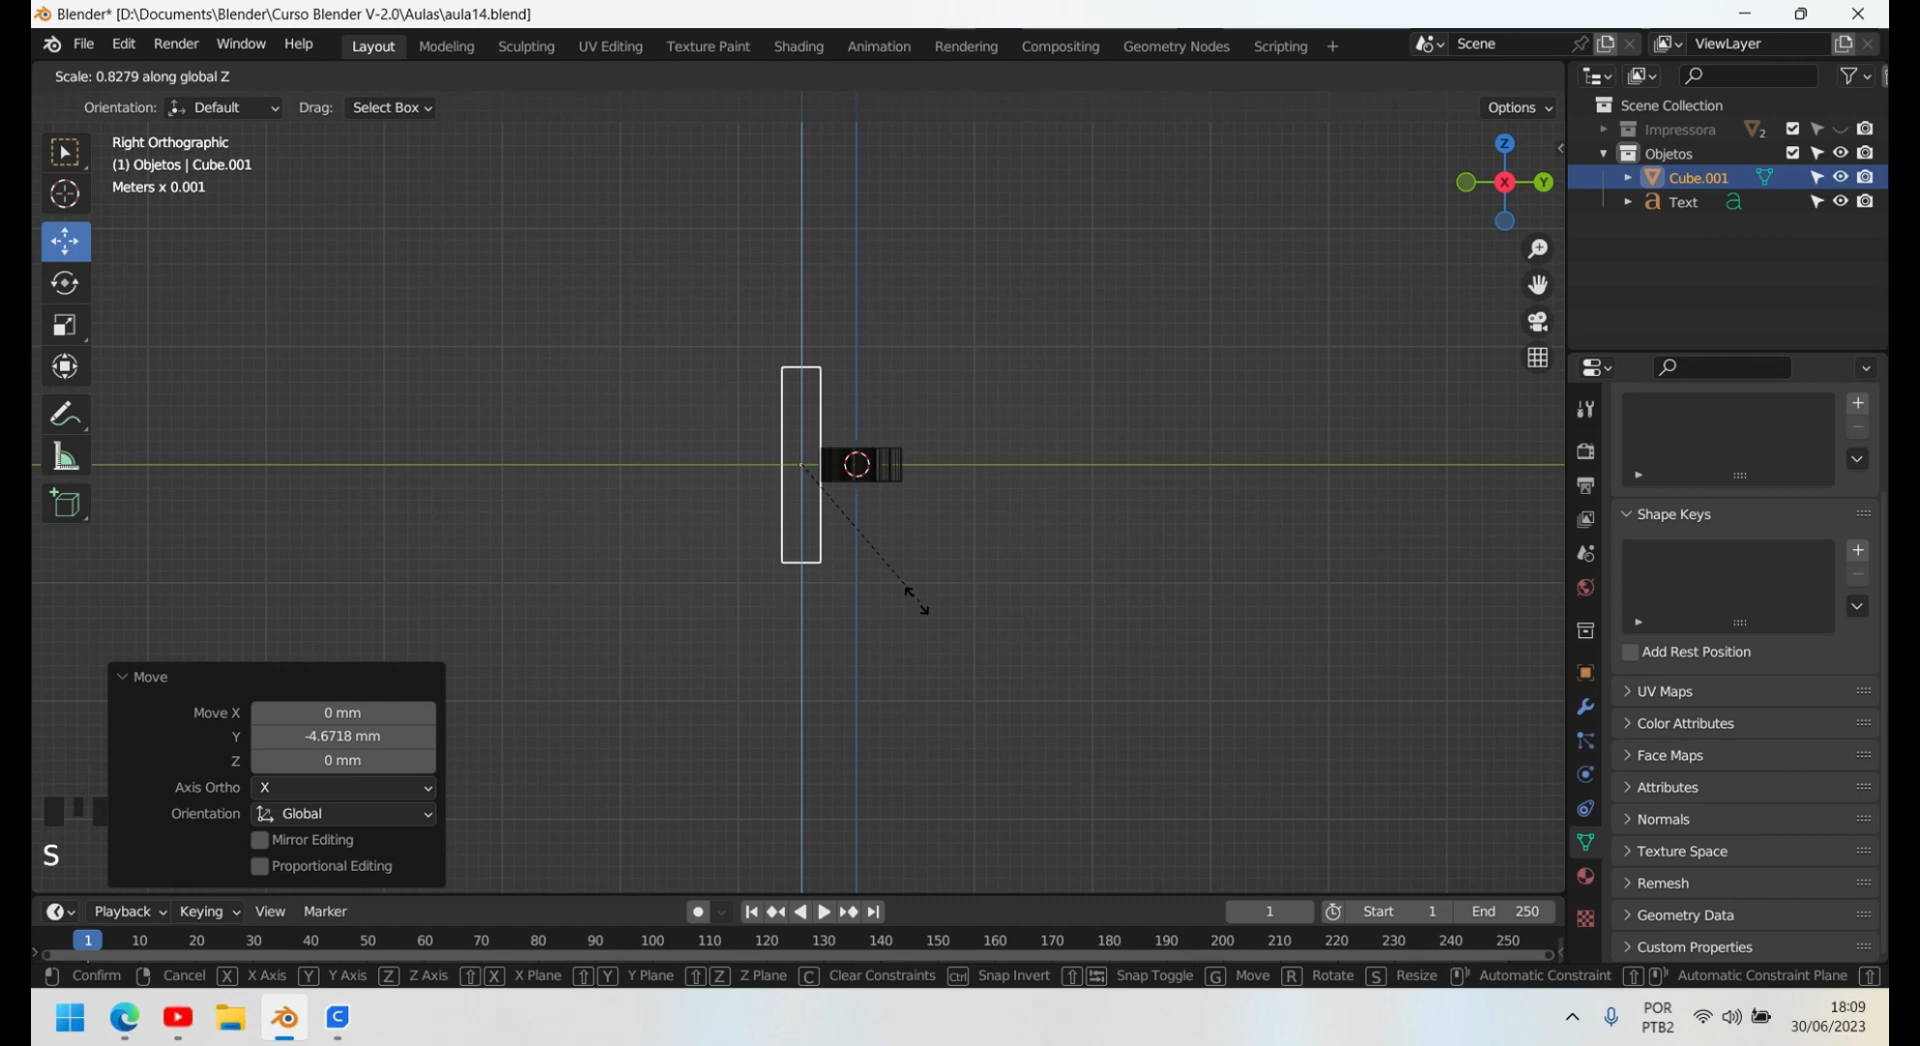 Blender* [D:\Documents\Blender\Curso Blender V-2.0\Aulas\aula14.blend]
File Edit Render Window Help Layout Modeling Sculpting UV Editing Texture Paint Shading Animation Rendering Compositing Geometry Nodes Scripting Scene ViewLayer
Scale: 0.8279 along global Z
Orientation: Default Drag: Select Box Options
Right Orthographic
(1) Objetos | Cube.001
Meters x 0.001
Z
X Y
Scene Collection
Impressora 2
Objetos
Cube.001
Text
Shape Keys
Add Rest Position
UV Maps
Color Attributes
Face Maps
Attributes
Normals
Texture Space
Remesh
Geometry Data
Custom Properties
Move
Move X 0 mm
Y -4.6718 mm
Z 0 mm
Axis Ortho X
Orientation Global
Mirror Editing
Proportional Editing
S
Playback Keying View Marker 1 Start 1 End 250
1 10 20 30 40 50 60 70 80 90 100 110 120 130 140 150 160 170 180 190 200 210 220 230 240 250
Confirm Cancel X X Axis Y Y Axis Z Z Axis X X Plane Y Y Plane Z Z Plane C Clear Constraints Ctrl Snap Invert Snap Toggle G Move R Rotate S Resize Automatic Constraint Automatic Constraint Plane
POR
PTB2
18:09
30/06/2023